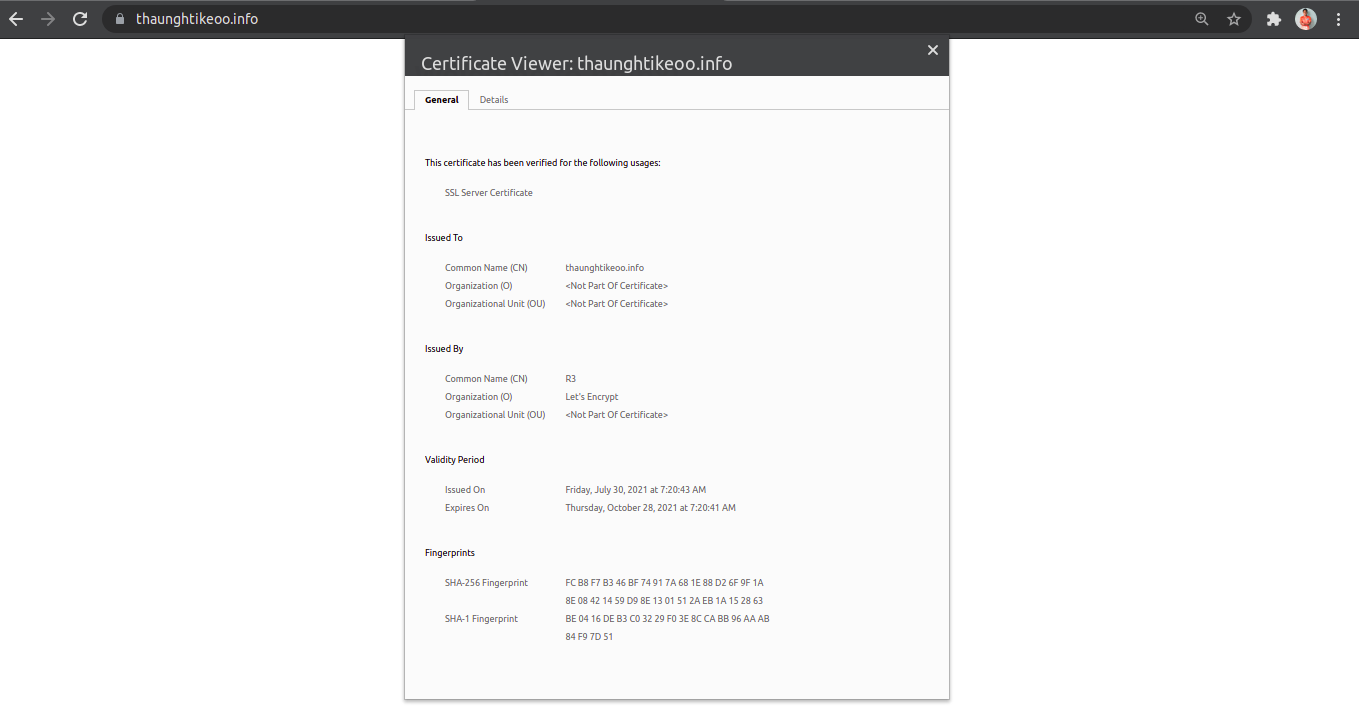 thaunghtikeoo.info
Certificate Viewer: thaunghtikeoo.info
General Details
This certificate has been verified for the following usages:
SSL Server Certificate
Issued To
Common Name (CN) thaunghtikeoo.info
Organization (O) <Not Part Of Certificate>
Organizational Unit (OU) <Not Part Of Certificate>
Issued By
Common Name (CN) R3
Organization (O) Let's Encrypt
Organizational Unit (OU) <Not Part Of Certificate>
Validity Period
Issued On Friday, July 30, 2021 at 7:20:43 AM
Expires On Thursday, October 28, 2021 at 7:20:41 AM
Fingerprints
SHA-256 Fingerprint FC B8 F7 B3 46 BF 74 91 7A 68 1E 88 D2 6F 9F 1A
8E 08 42 14 59 D9 8E 13 01 51 2A EB 1A 15 28 63
SHA-1 Fingerprint BE 04 16 DE B3 C0 32 29 F0 3E 8C CA BB 96 AA AB
84 F9 7D 51